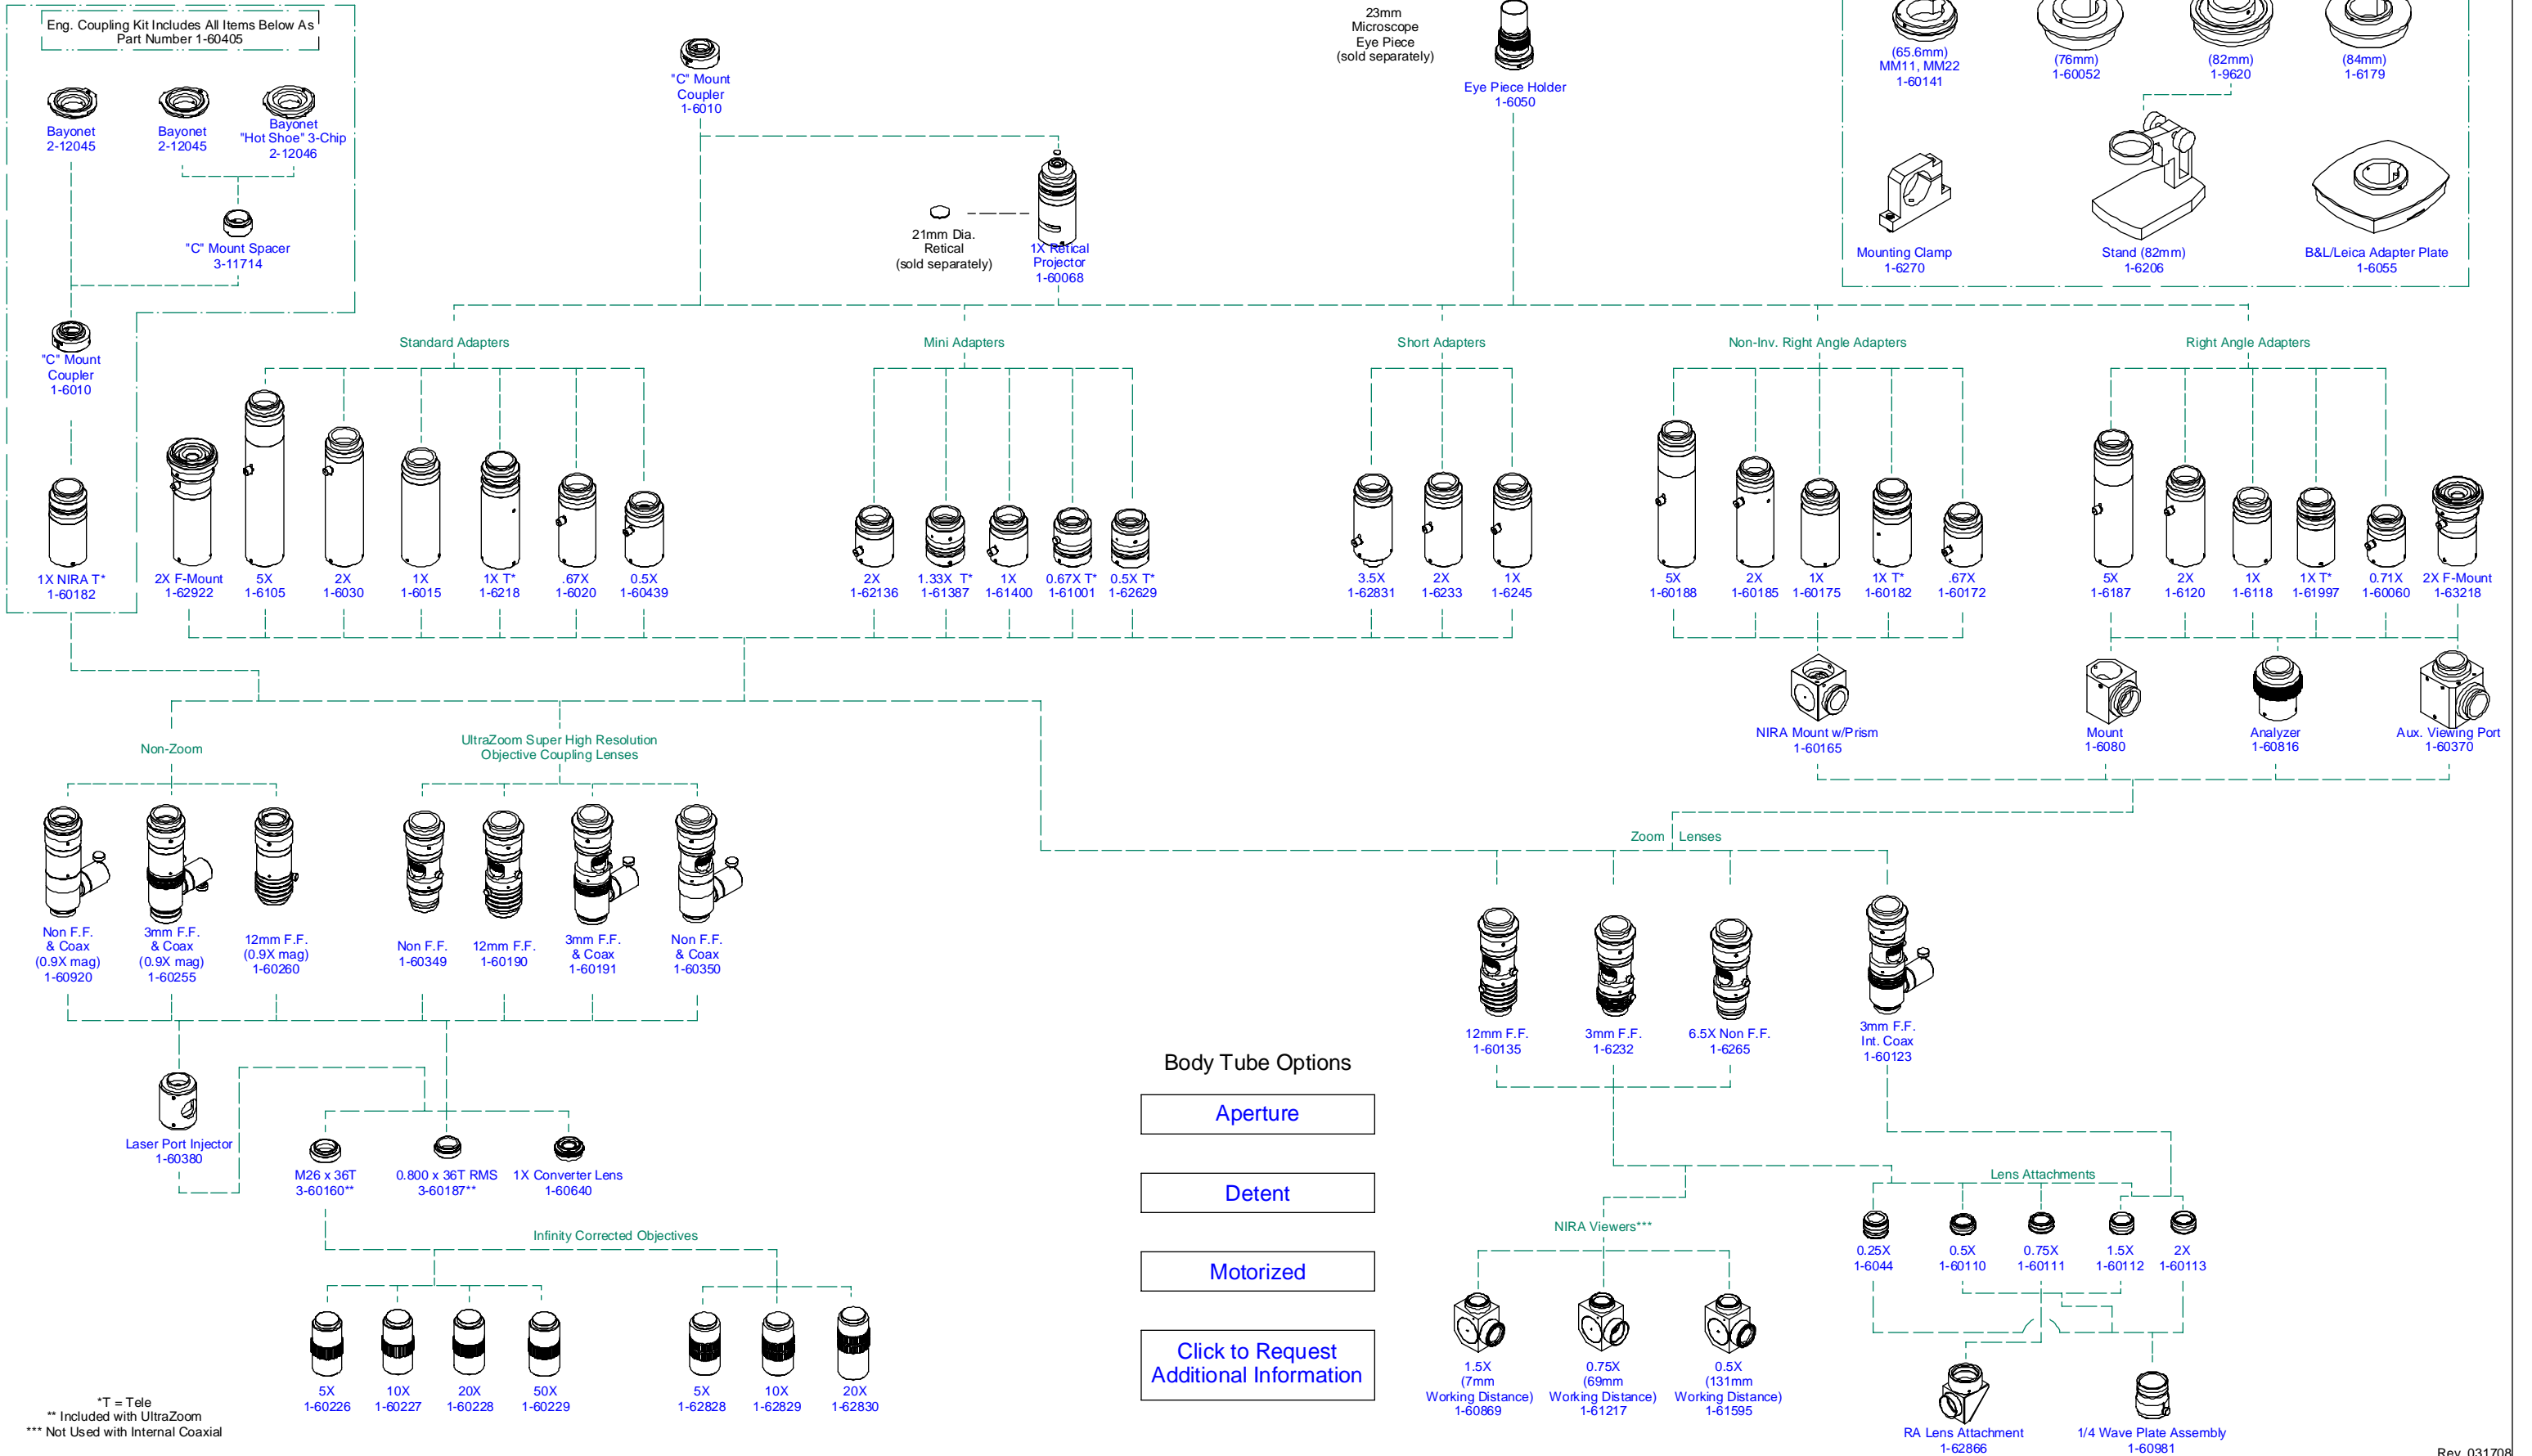 Eng. Coupling Kit Includes All Items Below As
Part Number 1-60405
Bayonet
2-12045
Bayonet
2-12045
Bayonet
"Hot Shoe" 3-Chip
2-12046
"C" Mount Spacer
3-11714
"C" Mount
Coupler
1-6010
1X NIRA T*
1-60182
"C" Mount
Coupler
1-6010
21mm Dia.
Retical
(sold separately)
1X Retical
Projector
1-60068
23mm
Microscope
Eye Piece
(sold separately)
Eye Piece Holder
1-6050
(65.6mm)
MM11, MM22
1-60141
(76mm)
1-60052
(82mm)
1-9620
(84mm)
1-6179
Mounting Clamp
1-6270
Stand (82mm)
1-6206
B&L/Leica Adapter Plate
1-6055
Standard Adapters
2X F-Mount
1-62922
5X
1-6105
2X
1-6030
1X
1-6015
1X T*
1-6218
.67X
1-6020
0.5X
1-60439
Mini Adapters
2X
1-62136
1.33X T*
1-61387
1X
1-61400
0.67X T*
1-61001
0.5X T*
1-62629
Short Adapters
3.5X
1-62831
2X
1-6233
1X
1-6245
Non-Inv. Right Angle Adapters
5X
1-60188
2X
1-60185
1X
1-60175
1X T*
1-60182
.67X
1-60172
Right Angle Adapters
5X
1-6187
2X
1-6120
1X
1-6118
1X T*
1-61997
0.71X
1-60060
2X F-Mount
1-63218
NIRA Mount w/Prism
1-60165
Mount
1-6080
Analyzer
1-60816
Aux. Viewing Port
1-60370
Non-Zoom
Non F.F.
& Coax
(0.9X mag)
1-60920
3mm F.F.
& Coax
(0.9X mag)
1-60255
12mm F.F.
(0.9X mag)
1-60260
UltraZoom Super High Resolution
Objective Coupling Lenses
Non F.F.
1-60349
12mm F.F.
1-60190
3mm F.F.
& Coax
1-60191
Non F.F.
& Coax
1-60350
Zoom Lenses
12mm F.F.
1-60135
3mm F.F.
1-6232
6.5X Non F.F.
1-6265
3mm F.F.
Int. Coax
1-60123
Laser Port Injector
1-60380
M26 x 36T
3-60160**
0.800 x 36T RMS
3-60187**
1X Converter Lens
1-60640
Infinity Corrected Objectives
5X
1-60226
10X
1-60227
20X
1-60228
50X
1-60229
5X
1-62828
10X
1-62829
20X
1-62830
Body Tube Options
Aperture
Detent
Motorized
Click to Request
Additional Information
NIRA Viewers***
1.5X
(7mm
Working Distance)
1-60869
0.75X
(69mm
Working Distance)
1-61217
0.5X
(131mm
Working Distance)
1-61595
Lens Attachments
0.25X
1-6044
0.5X
1-60110
0.75X
1-60111
1.5X
1-60112
2X
1-60113
RA Lens Attachment
1-62866
1/4 Wave Plate Assembly
1-60981
*T = Tele
** Included with UltraZoom
*** Not Used with Internal Coaxial
Rev. 031708